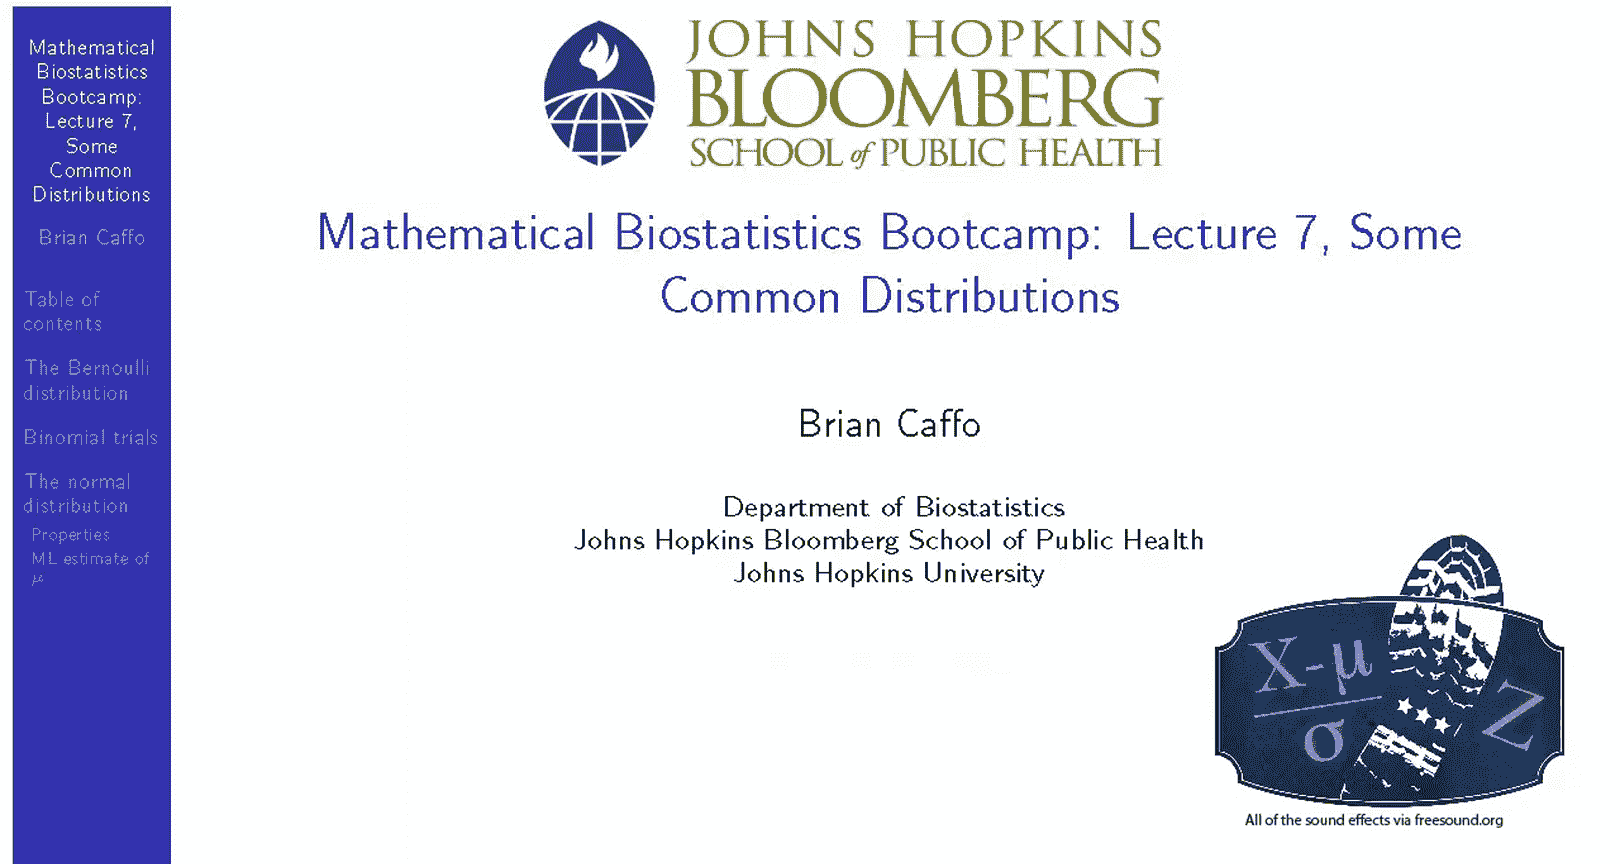 Mathematical
Biostatistics
Bootcamp:
Lecture 7,
Some
Common
Distributions
Brian Caffo
Table of
contents
The Bernoulli
distribution
Binomial trials
The normal
distribution
Properties
ML estimate of
μ
JOHNS HOPKINS
BLOOMBERG
SCHOOL of PUBLIC HEALTH
Mathematical Biostatistics Bootcamp: Lecture 7, Some
Common Distributions
Brian Caffo
Department of Biostatistics
Johns Hopkins Bloomberg School of Public Health
Johns Hopkins University
X-μ
σ
Z
All of the sound effects via freesound.org